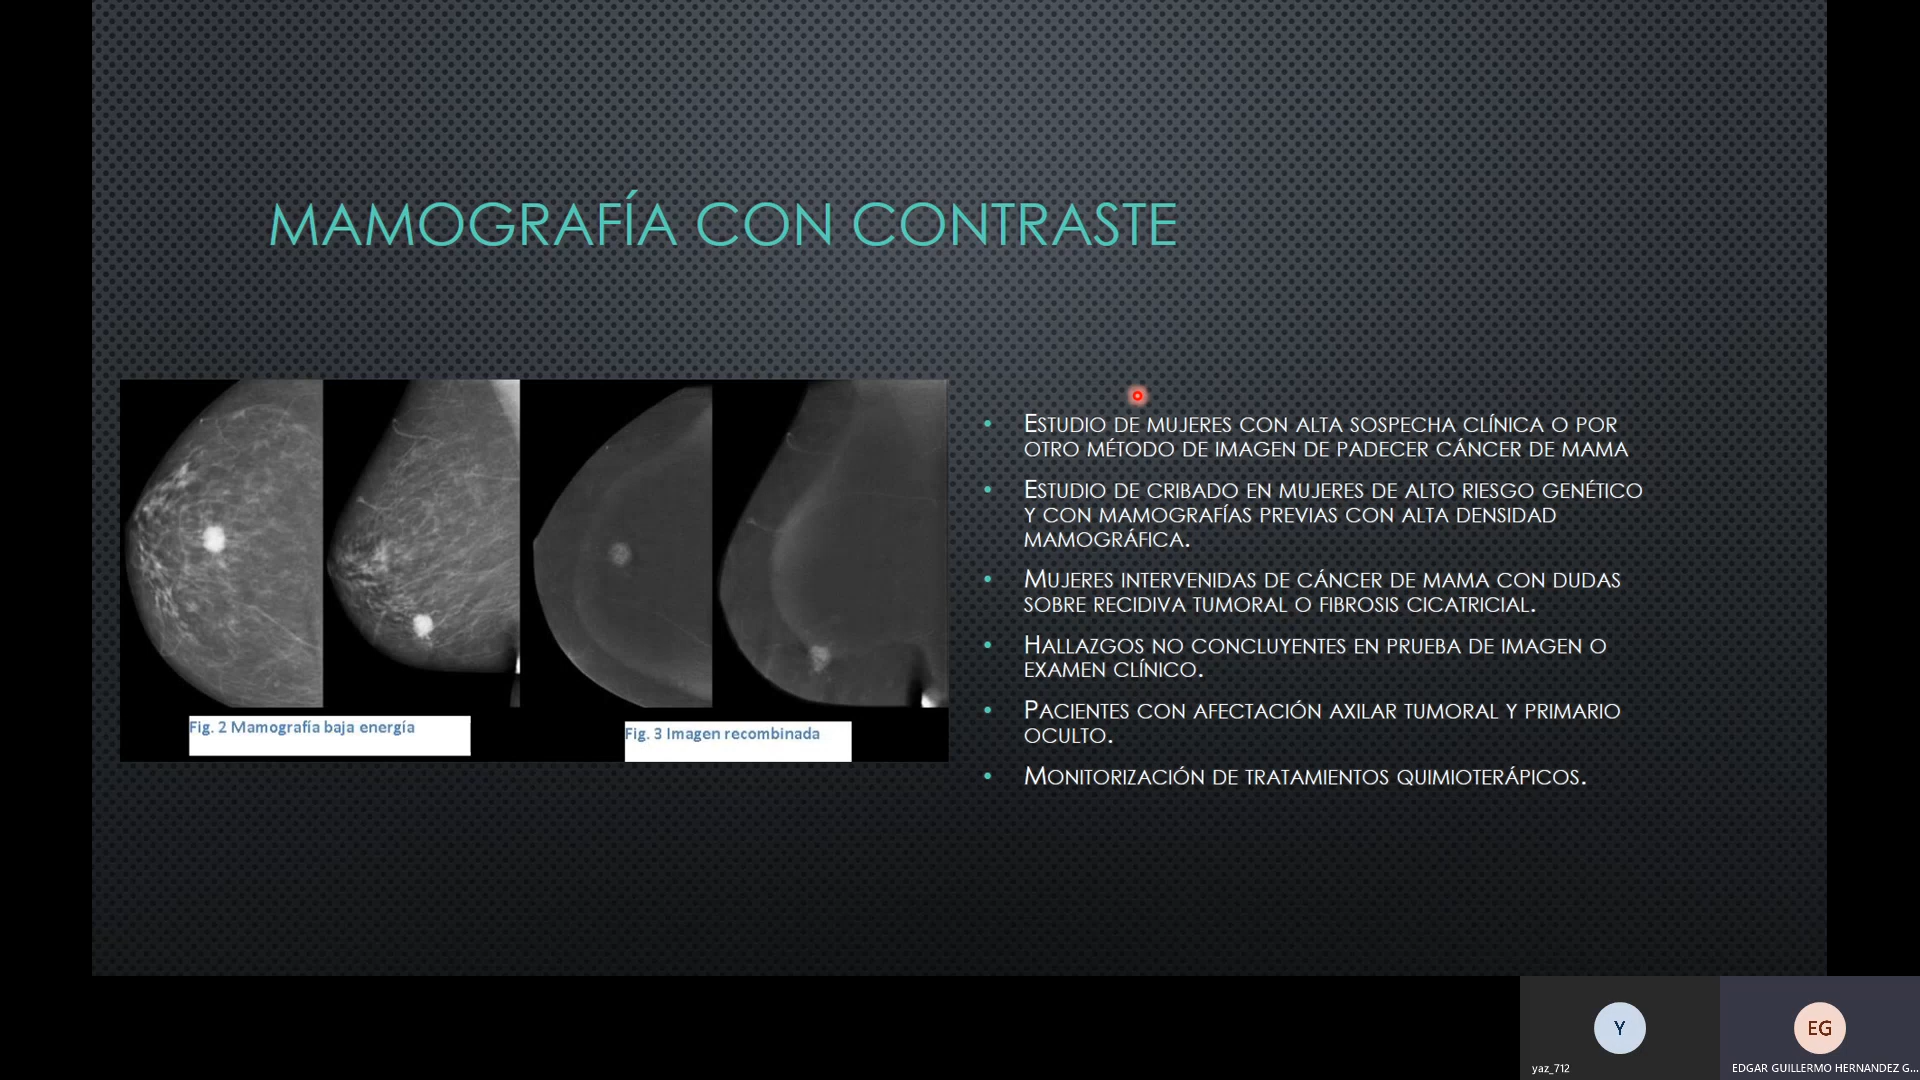 MAMOGRAFÍA CON CONTRASTE
Fig. 2 Mamografía baja energía
Fig. 3 Imagen recombinada
• ESTUDIO DE MUJERES CON ALTA SOSPECHA CLÍNICA O POR
OTRO MÉTODO DE IMAGEN DE PADECER CÁNCER DE MAMA
• ESTUDIO DE CRIBADO EN MUJERES DE ALTO RIESGO GENÉTICO
Y CON MAMOGRAFÍAS PREVIAS CON ALTA DENSIDAD
MAMOGRÁFICA.
• MUJERES INTERVENIDAS DE CÁNCER DE MAMA CON DUDAS
SOBRE RECIDIVA TUMORAL O FIBROSIS CICATRICIAL.
• HALLAZGOS NO CONCLUYENTES EN PRUEBA DE IMAGEN O
EXAMEN CLÍNICO.
• PACIENTES CON AFECTACIÓN AXILAR TUMORAL Y PRIMARIO
OCULTO.
• MONITORIZACIÓN DE TRATAMIENTOS QUIMIOTERÁPICOS.
Y
EG
yaz_712
EDGAR GUILLERMO HERNANDEZ G...